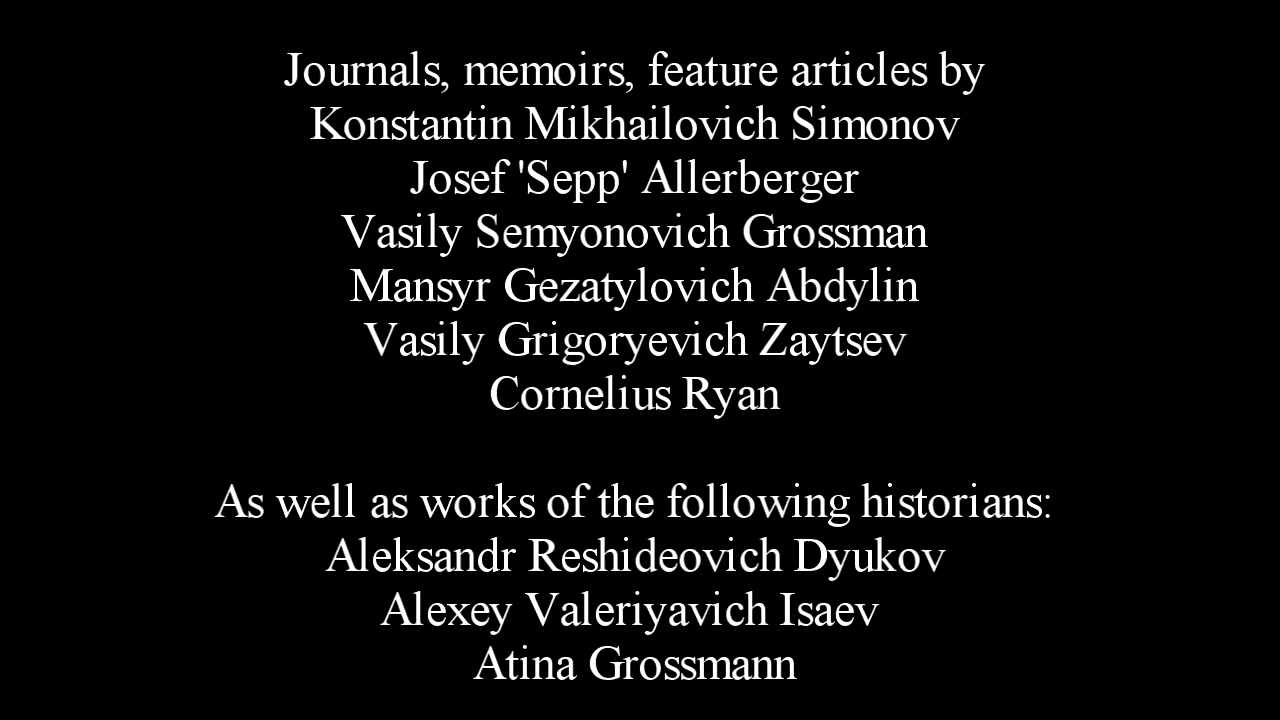 Journals, memoirs, feature articles by
Konstantin Mikhailovich Simonov
Josef 'Sepp' Allerberger
Vasily Semyonovich Grossman
Mansyr Gezatylovich Abdylin
Vasily Grigoryevich Zaytsev
Cornelius Ryan
As well as works of the following historians:
Aleksandr Reshideovich Dyukov
Alexey Valeriyavich Isaev
Atina Grossmann